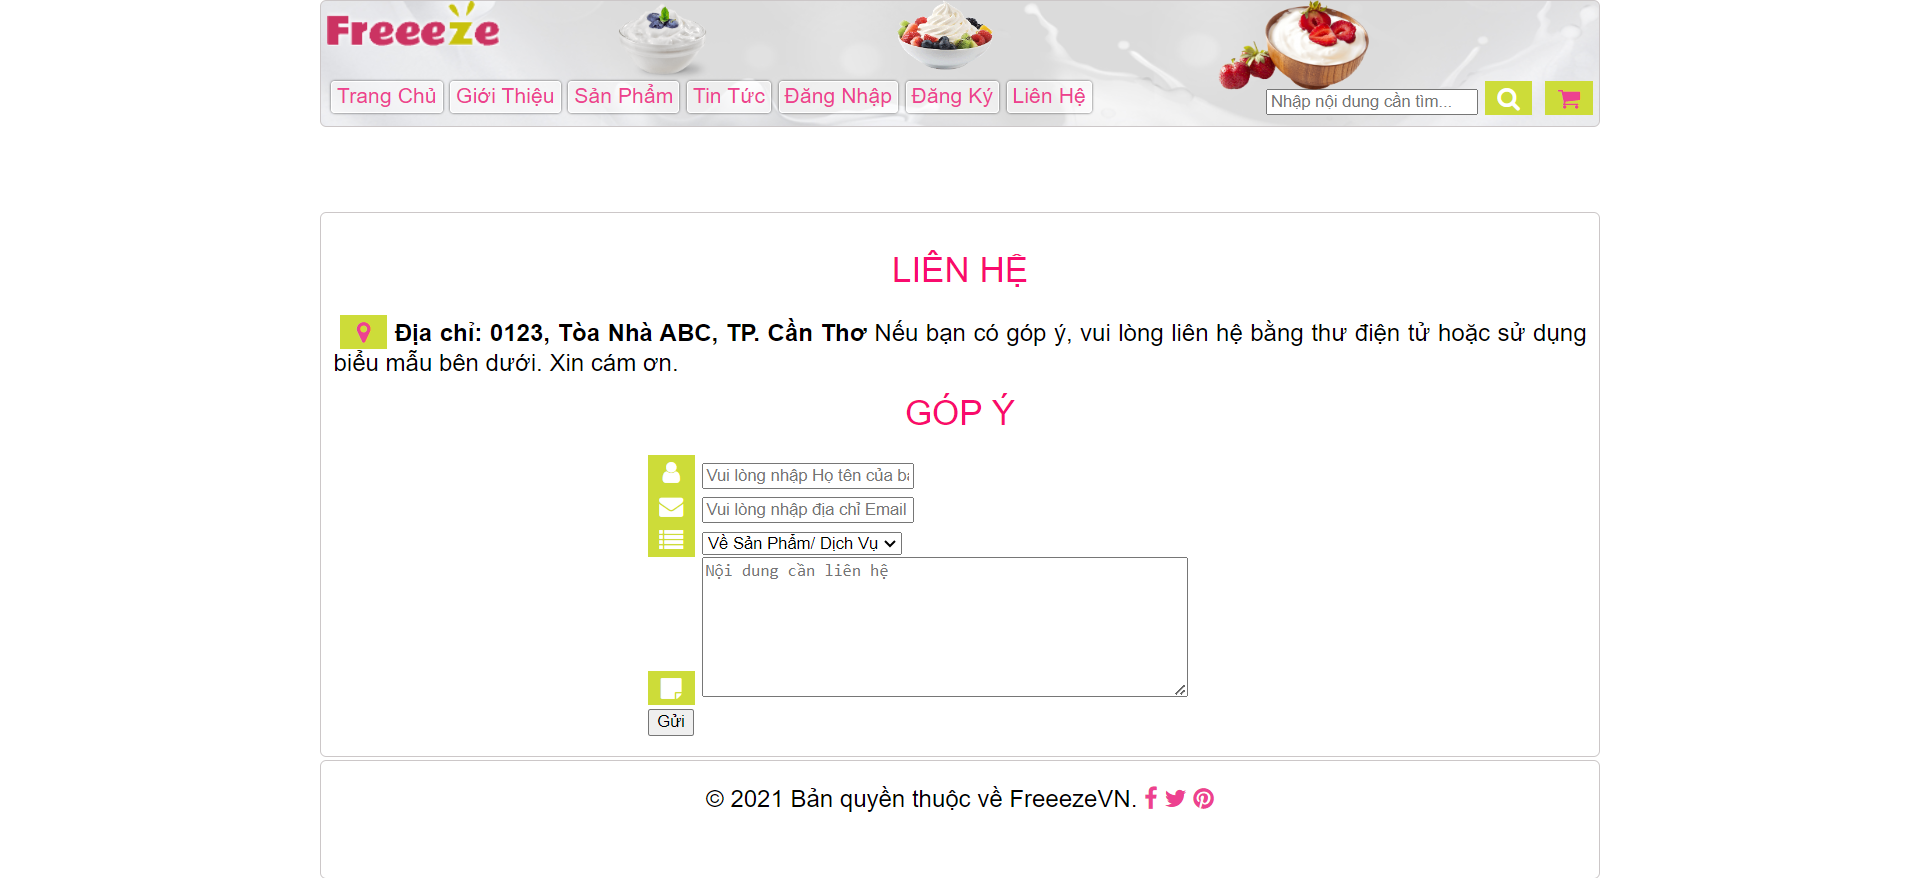 Freeeze
Trang Chủ Giới Thiệu Sản Phẩm Tin Tức Đăng Nhập Đăng Ký Liên Hệ Nhập nội dung cần tìm...
LIÊN HỆ
Địa chỉ: 0123, Tòa Nhà ABC, TP. Cần Thơ Nếu bạn có góp ý, vui lòng liên hệ bằng thư điện tử hoặc sử dụng
biểu mẫu bên dưới. Xin cám ơn.
GÓP Ý
Vui lòng nhập Họ tên của bạ
Vui lòng nhập địa chỉ Email
Về Sản Phẩm/ Dịch Vụ
Nội dung cần liên hệ
Gửi
© 2021 Bản quyền thuộc về FreeezeVN.